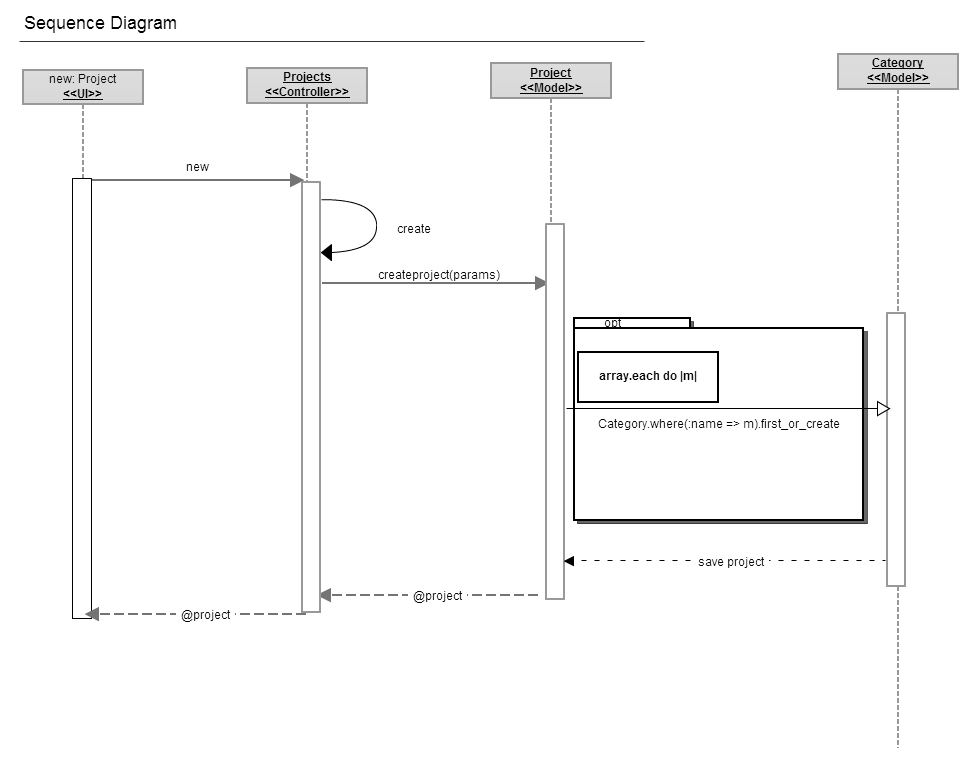 Sequence Diagram
new: Project
<<UI>>
Projects
<<Controller>>
Project
<<Model>>
Category
<<Model>>
new
create
createproject(params)
opt
array.each do |m|
Category.where(:name => m).first_or_create
save project
@project
@project